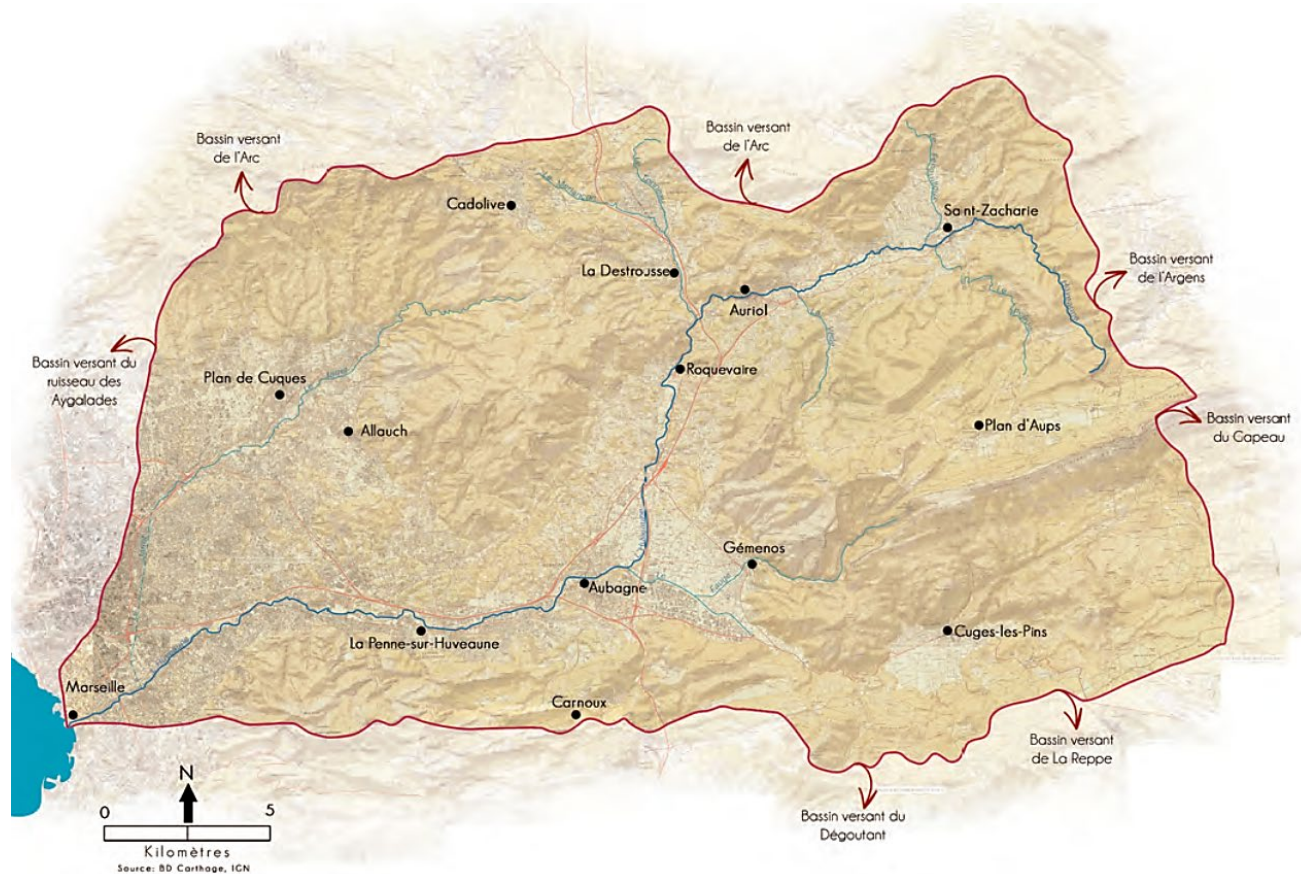 Bassin versant
de l'Arc
Bassin versant
de l'Arc
Cadolive
Saint-Zacharie
La Destrousse
Auriol
Bassin versant
de l'Argens
Bassin versant du
ruisseau des
Aygalades
Plan de Cuques
Roquevaire
Allauch
Plan d'Aups
Bassin versant
du Gapeau
Gémenos
Aubagne
La Penne-sur-Huveaune
Cuges-les-Pins
Marseille
Carnoux
Bassin versant
de La Reppe
Bassin versant du
Dégoutant
N
0 5
Kilomètres
Source: BD Carthage, IGN